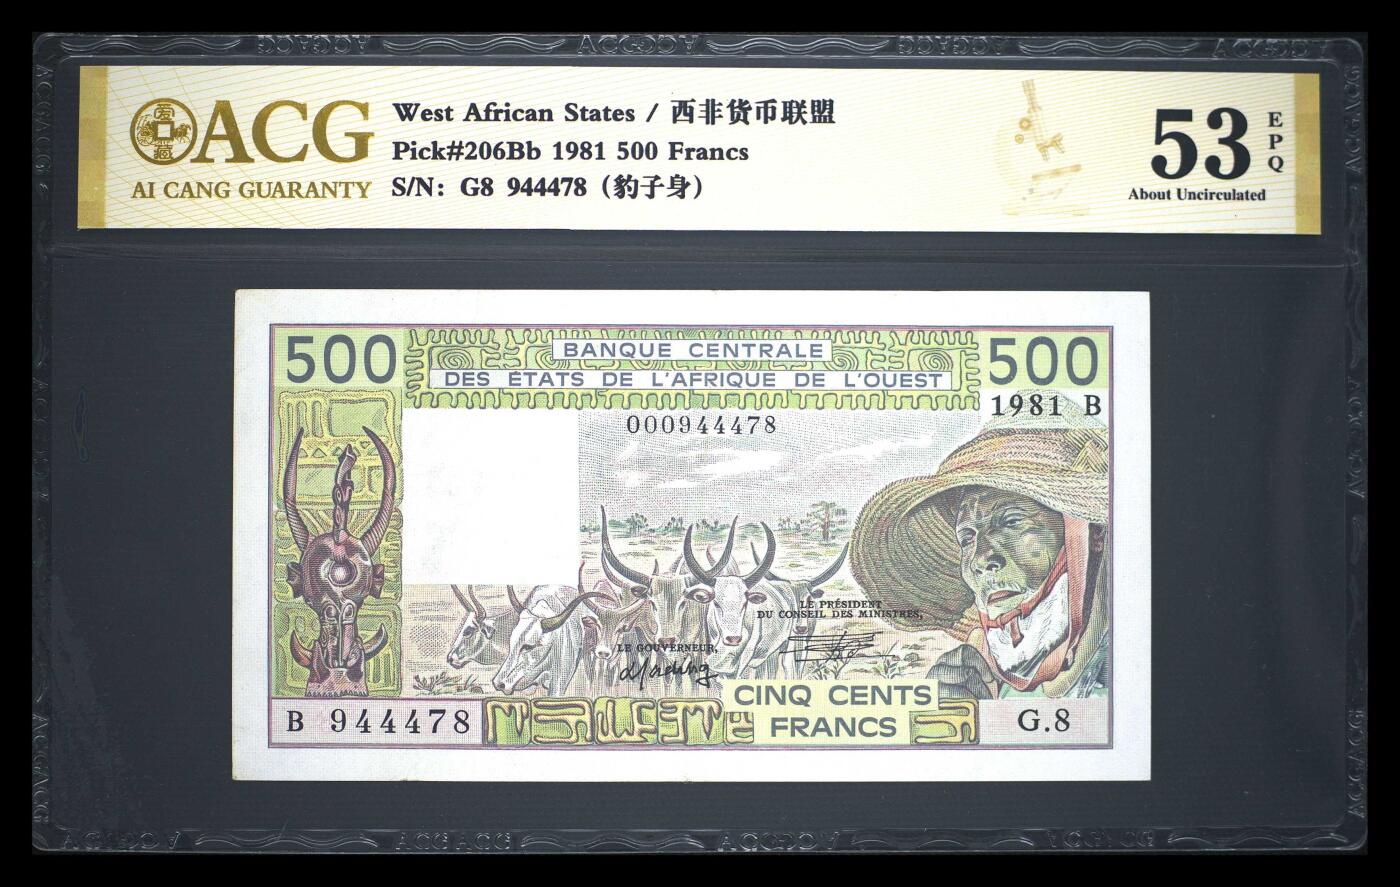 ACG
AI CANG GUARANTY
West African States / 西非货币联盟
Pick#206Bb 1981 500 Francs
S/N: G8 944478 (豹子身)
53
EPQ
About Uncirculated
500
BANQUE CENTRALE
DES ÉTATS DE L'AFRIQUE DE L'OUEST
500
1981 B
000944478
LE PRÉSIDENT
DU CONSEIL DES MINISTRES,
LE GOUVERNEUR,
B 944478
CINQ CENTS
FRANCS
G.8